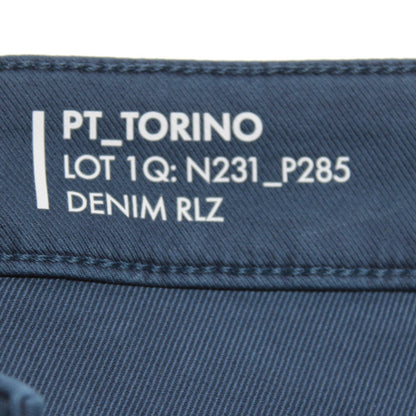 PT_TORINO
LOT 1Q: N231_P285
DENIM RLZ